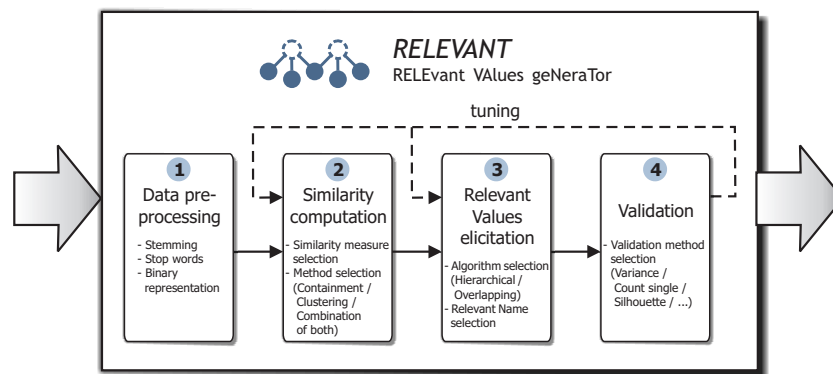 RELEVANT
RELEvant VAlues geNeraTor
tuning
1
Data pre-
processing
- Stemming
- Stop words
- Binary
representation
2
Similarity
computation
- Similarity measure
selection
- Method selection
(Containment /
Clustering /
Combination
of both)
3
Relevant
Values
elicitation
- Algorithm selection
(Hierarchical /
Overlapping)
- Relevant Name
selection
4
Validation
- Validation method
selection
(Variance /
Count single /
Silhouette / ...)